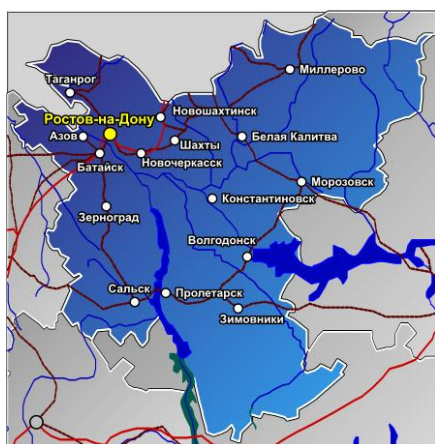 Миллерово
Таганрог
Новошахтинск
Ростов-на-Дону
Азов
Шахты
Белая Калитва
Батайск
Новочеркасск
Морозовск
Константиновск
Зерноград
Волгодонск
Сальск
Пролетарск
Зимовники